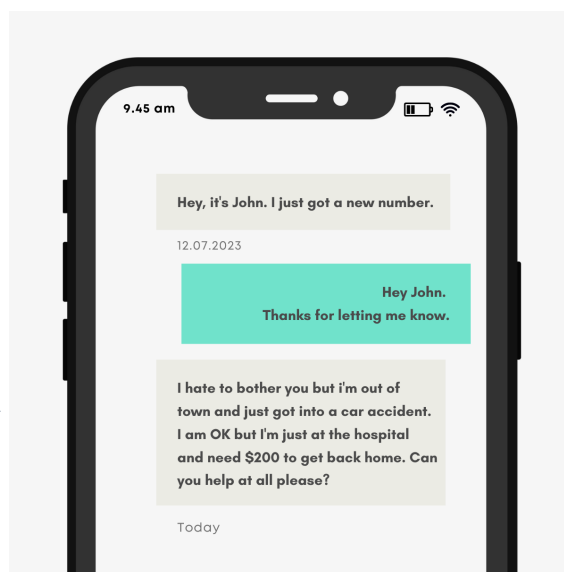 9.45 am
Hey, it's John. I just got a new number.
12.07.2023
Hey John.
Thanks for letting me know.
I hate to bother you but i'm out of
town and just got into a car accident.
I am OK but I'm just at the hospital
and need $200 to get back home. Can
you help at all please?
Today